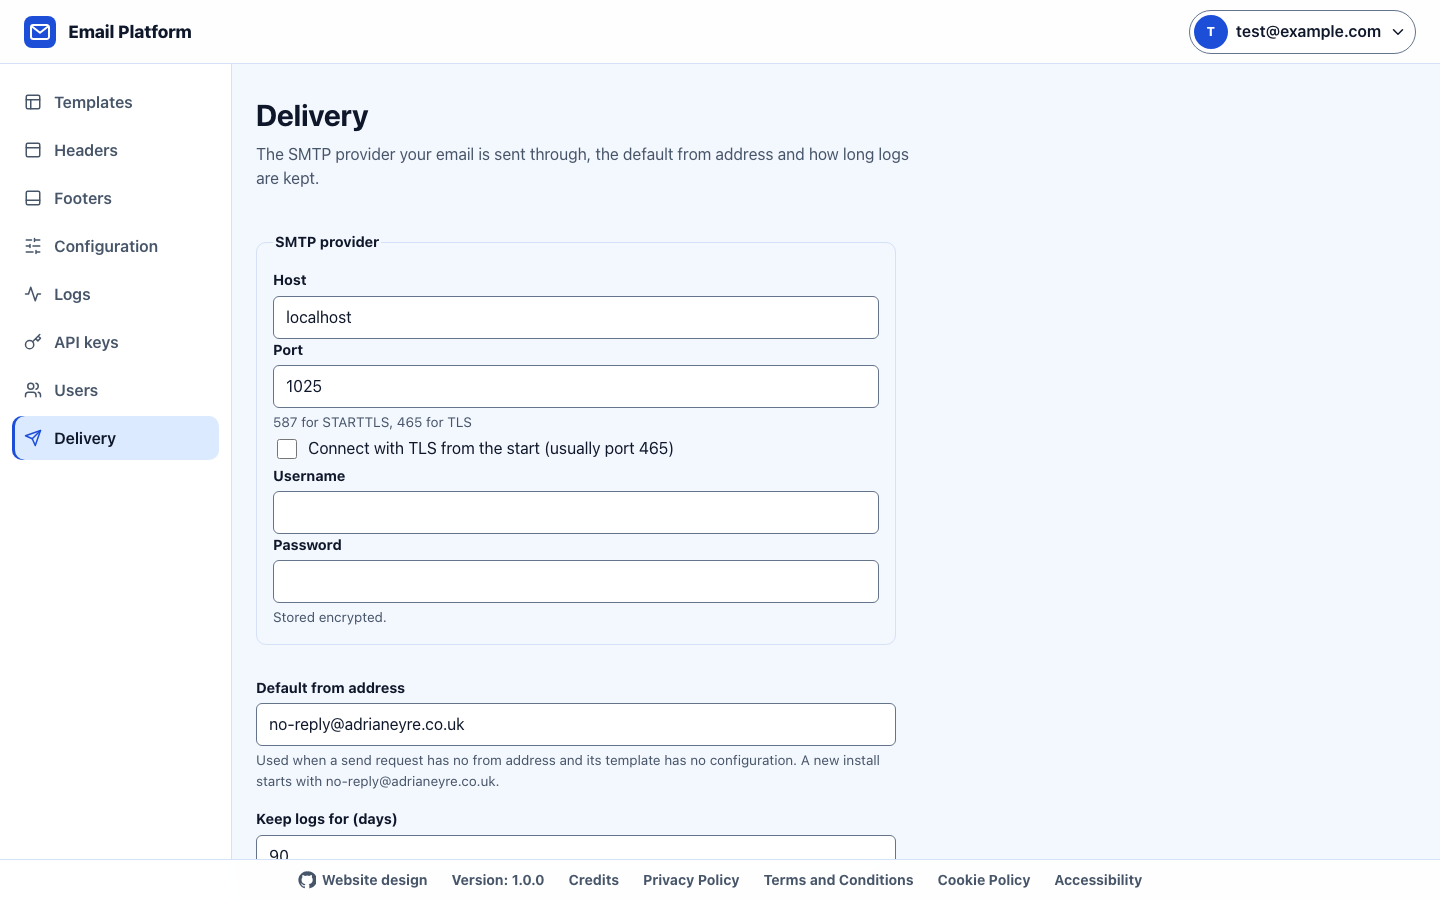 Email Platform
T
test@example.com
Templates
Headers
Footers
Configuration
Logs
API keys
Users
Delivery
Delivery
The SMTP provider your email is sent through, the default from address and how long logs
are kept.
SMTP provider
Host
localhost
Port
1025
587 for STARTTLS, 465 for TLS
Connect with TLS from the start (usually port 465)
Username
Password
Stored encrypted.
Default from address
no-reply@adrianeyre.co.uk
Used when a send request has no from address and its template has no configuration. A new install
starts with no-reply@adrianeyre.co.uk.
Keep logs for (days)
90
Website design
Version: 1.0.0
Credits
Privacy Policy
Terms and Conditions
Cookie Policy
Accessibility